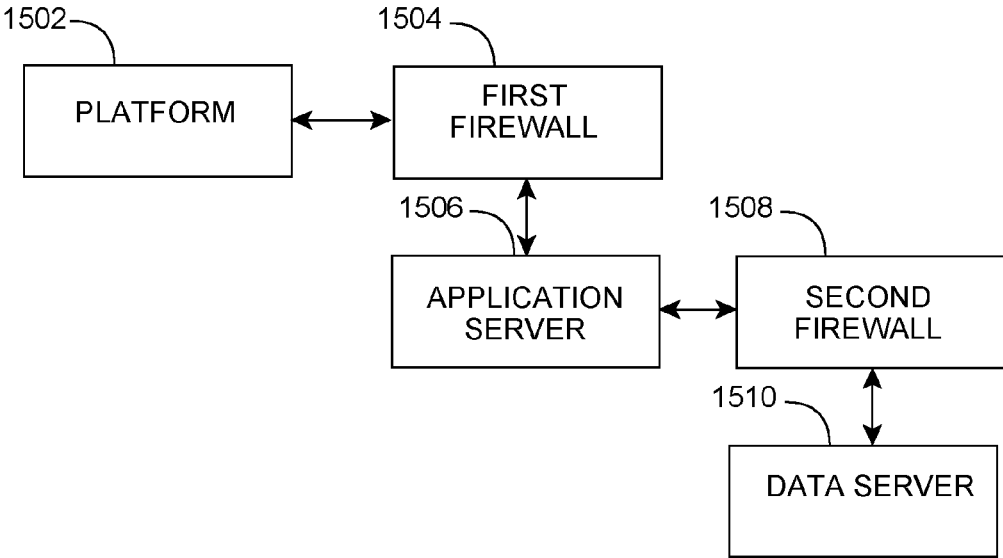 1502
PLATFORM
1504
FIRST
FIREWALL
1506
APPLICATION
SERVER
1508
SECOND
FIREWALL
1510
DATA SERVER